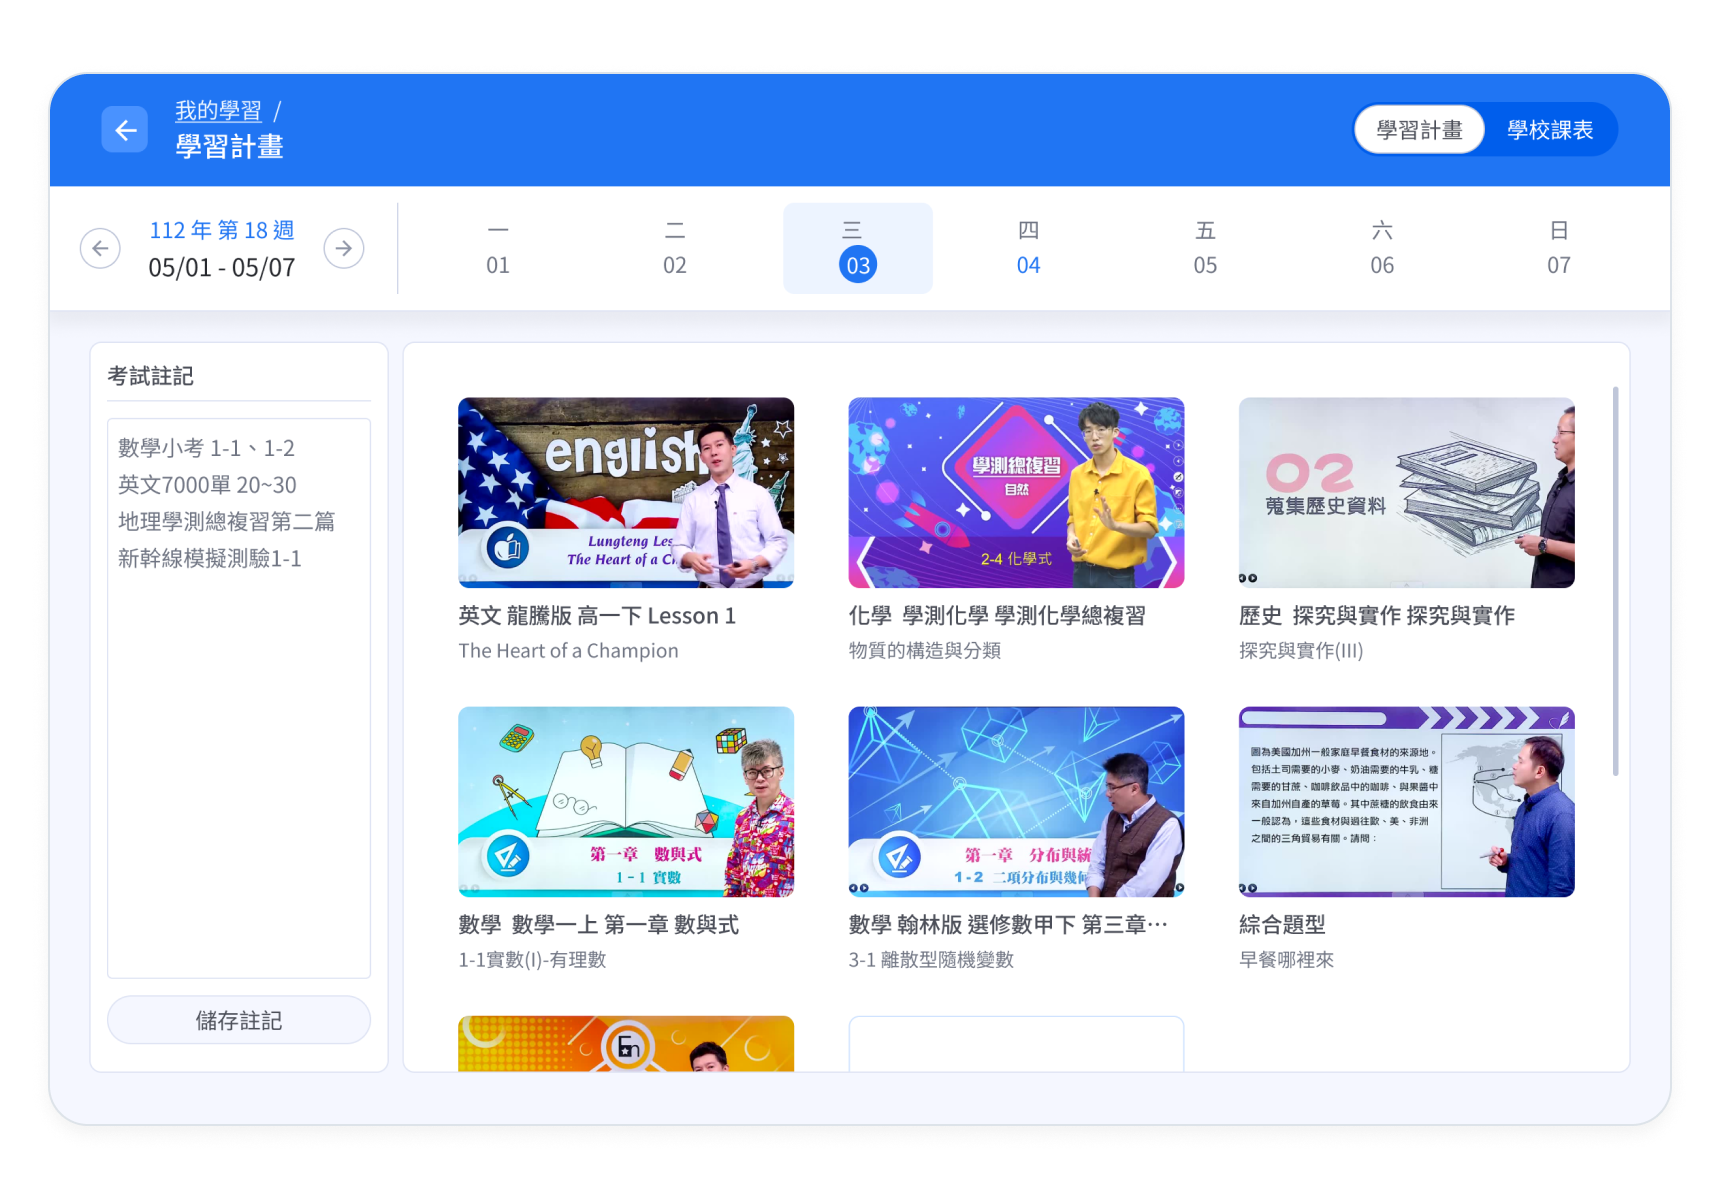 我的學習 /
學習計畫
學習計畫
學校課表
112 年 第 18 週
05/01 - 05/07
一
01
二
02
三
03
四
04
五
05
六
06
日
07
考試註記
數學小考 1-1、1-2
英文7000單 20~30
地理學測總複習第二篇
新幹線模擬測驗1-1
儲存註記
english
Lungteng Les
The Heart of a C
英文 龍騰版 高一下 Lesson 1
The Heart of a Champion
學測總複習
自然
2-4 化學式
化學 學測化學 學測化學總複習
物質的構造與分類
02
蒐集歷史資料
歷史 探究與實作 探究與實作
探究與實作(III)
第一章 數與式
1-1 實數
數學 數學一上 第一章 數與式
1-1實數(I)-有理數
第一章 分布與統
1-2 二項分布與幾何
數學 翰林版 選修數甲下 第三章⋯
3-1 離散型隨機變數
圖為美國加州一般家庭早餐食材的來源地。
包括土司需要的小麥、奶油需要的牛乳、糖
需要的甘蔗、咖啡飲品中的咖啡、與果醬中
來自加州自產的草莓。其中蔗糖的飲食由來
一般認為，這些食材與過往歐、美、非洲
之間的三角貿易有關。請問：
綜合題型
早餐哪裡來
En